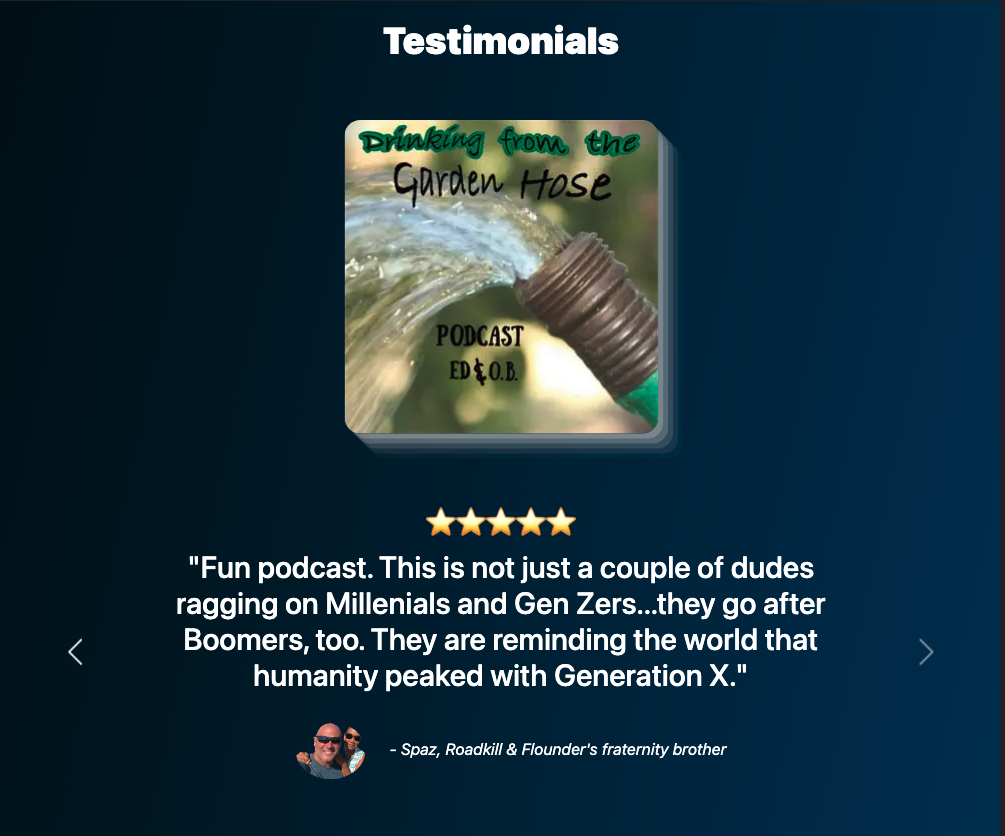 Testimonials
Drinking from the
Garden Hose
PODCAST
ED & O.B.
"Fun podcast. This is not just a couple of dudes
ragging on Millenials and Gen Zers...they go after
Boomers, too. They are reminding the world that
humanity peaked with Generation X."
- Spaz, Roadkill & Flounder's fraternity brother